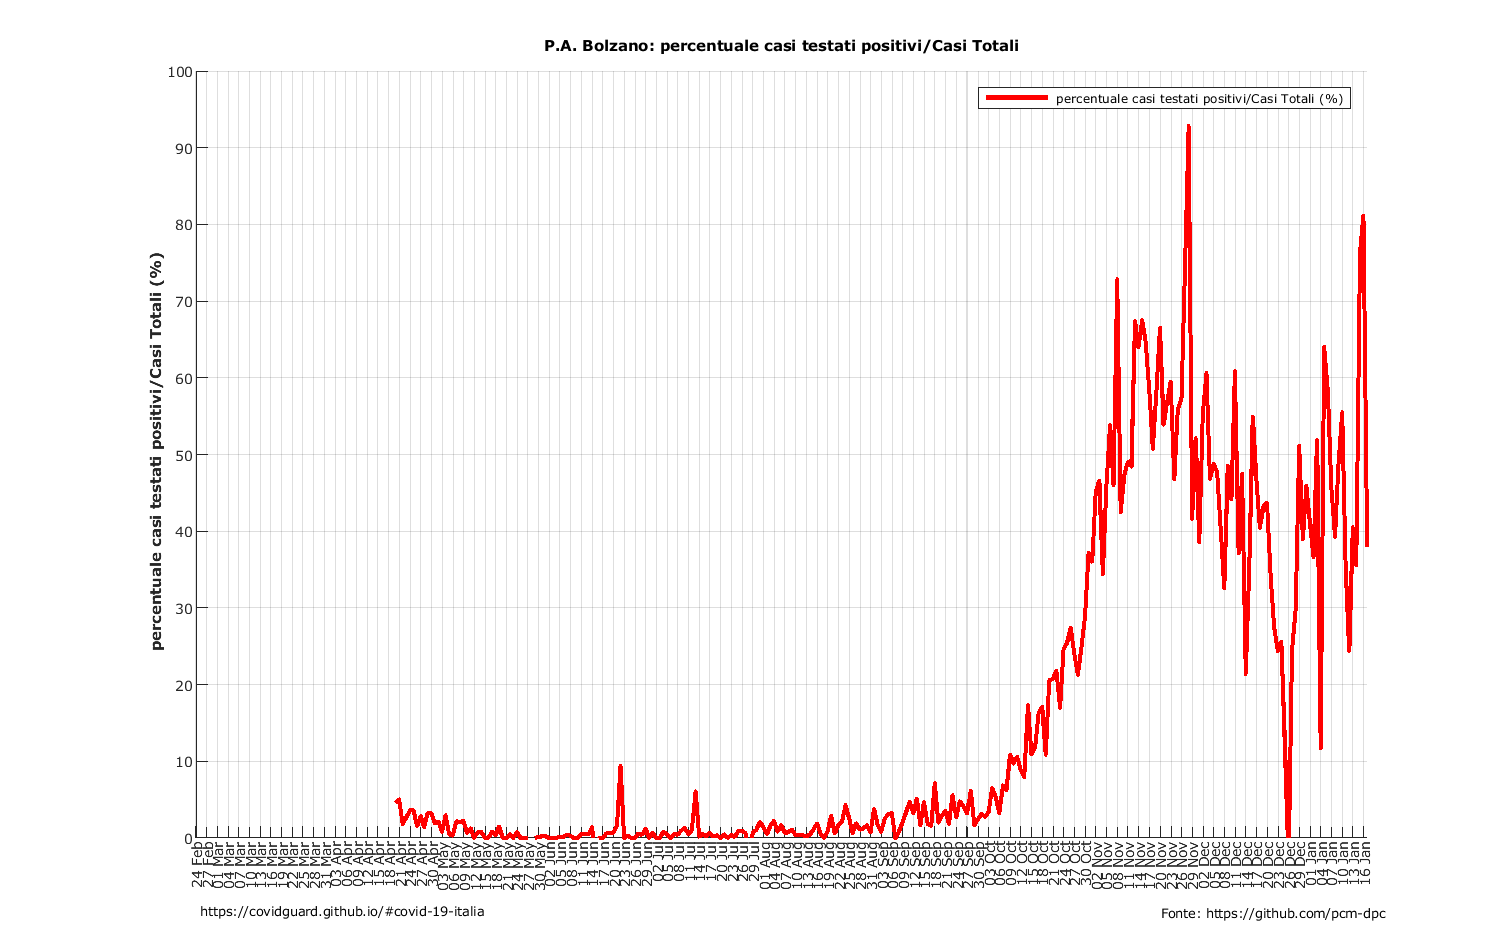 P.A. Bolzano: percentuale casi testati positivi/Casi Totali
percentuale casi testati positivi/Casi Totali (%)
percentuale casi testati positivi/Casi Totali (%)
100
90
80
70
60
50
40
30
20
10
0
24 Feb
27 Feb
01 Mar
04 Mar
07 Mar
10 Mar
13 Mar
16 Mar
19 Mar
22 Mar
25 Mar
28 Mar
31 Mar
03 Apr
06 Apr
09 Apr
12 Apr
15 Apr
18 Apr
21 Apr
24 Apr
27 Apr
30 Apr
03 May
06 May
09 May
12 May
15 May
18 May
21 May
24 May
27 May
30 May
02 Jun
05 Jun
08 Jun
11 Jun
14 Jun
17 Jun
20 Jun
23 Jun
26 Jun
29 Jun
02 Jul
05 Jul
08 Jul
11 Jul
14 Jul
17 Jul
20 Jul
23 Jul
26 Jul
29 Jul
01 Aug
04 Aug
07 Aug
10 Aug
13 Aug
16 Aug
19 Aug
22 Aug
25 Aug
28 Aug
31 Aug
03 Sep
06 Sep
09 Sep
12 Sep
15 Sep
18 Sep
21 Sep
24 Sep
27 Sep
30 Sep
03 Oct
06 Oct
09 Oct
12 Oct
15 Oct
18 Oct
21 Oct
24 Oct
27 Oct
30 Oct
02 Nov
05 Nov
08 Nov
11 Nov
14 Nov
17 Nov
20 Nov
23 Nov
26 Nov
29 Nov
02 Dec
05 Dec
08 Dec
11 Dec
14 Dec
17 Dec
20 Dec
23 Dec
26 Dec
29 Dec
01 Jan
04 Jan
07 Jan
10 Jan
13 Jan
16 Jan
https://covidguard.github.io/#covid-19-italia
Fonte: https://github.com/pcm-dpc